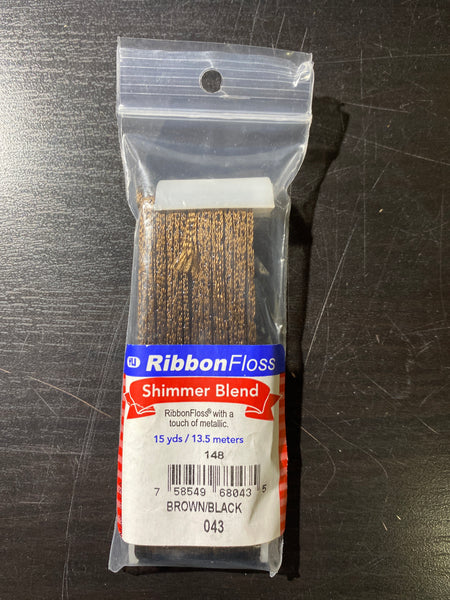 RLI RibbonFloss
Shimmer Blend
RibbonFloss® with a
touch of metallic.
15 yds / 13.5 meters
148
7 58549 68043 5
BROWN/BLACK
043